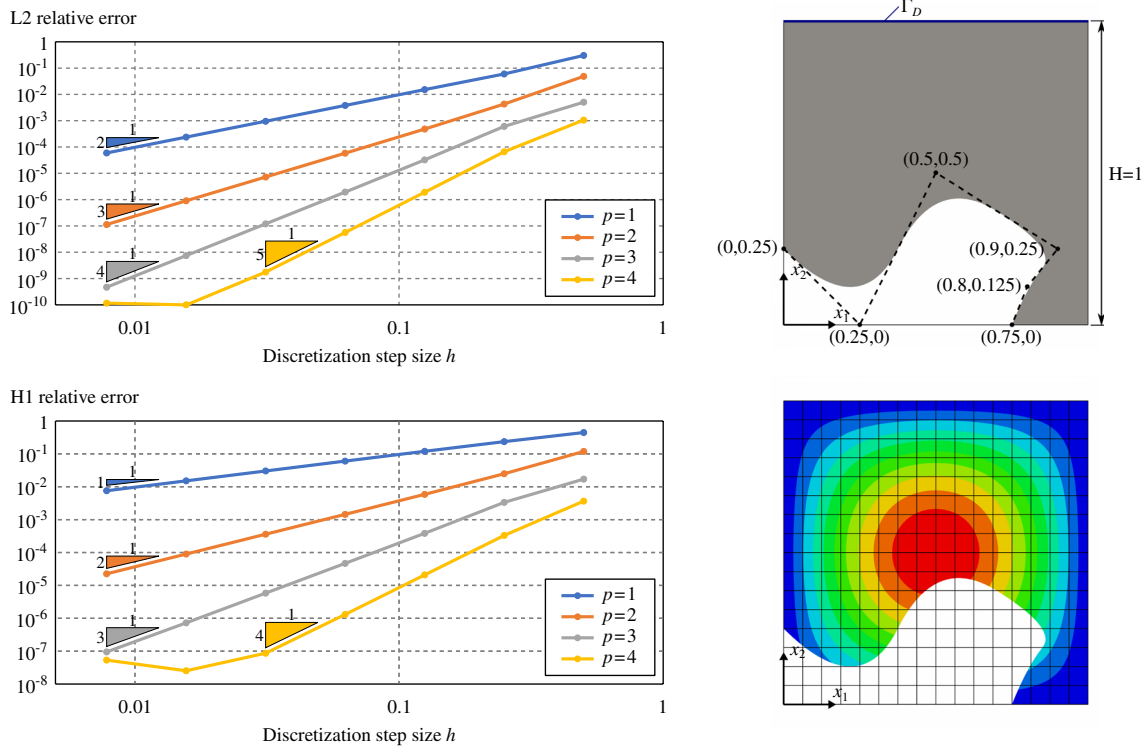 L2 relative error
1
10^-1
10^-2
10^-3
10^-4
10^-5
10^-6
10^-7
10^-8
10^-9
10^-10
1
2
1
3
1
4
1
5
p=1
p=2
p=3
p=4
0.01
0.1
1
Discretization step size h
Γ_D
(0.5,0.5)
H=1
(0,0.25)
(0.9,0.25)
x_2
(0.8,0.125)
x_1
(0.25,0)
(0.75,0)
H1 relative error
1
10^-1
10^-2
10^-3
10^-4
10^-5
10^-6
10^-7
10^-8
1
1
1
2
1
3
1
4
p=1
p=2
p=3
p=4
0.01
0.1
1
Discretization step size h
x_2
x_1